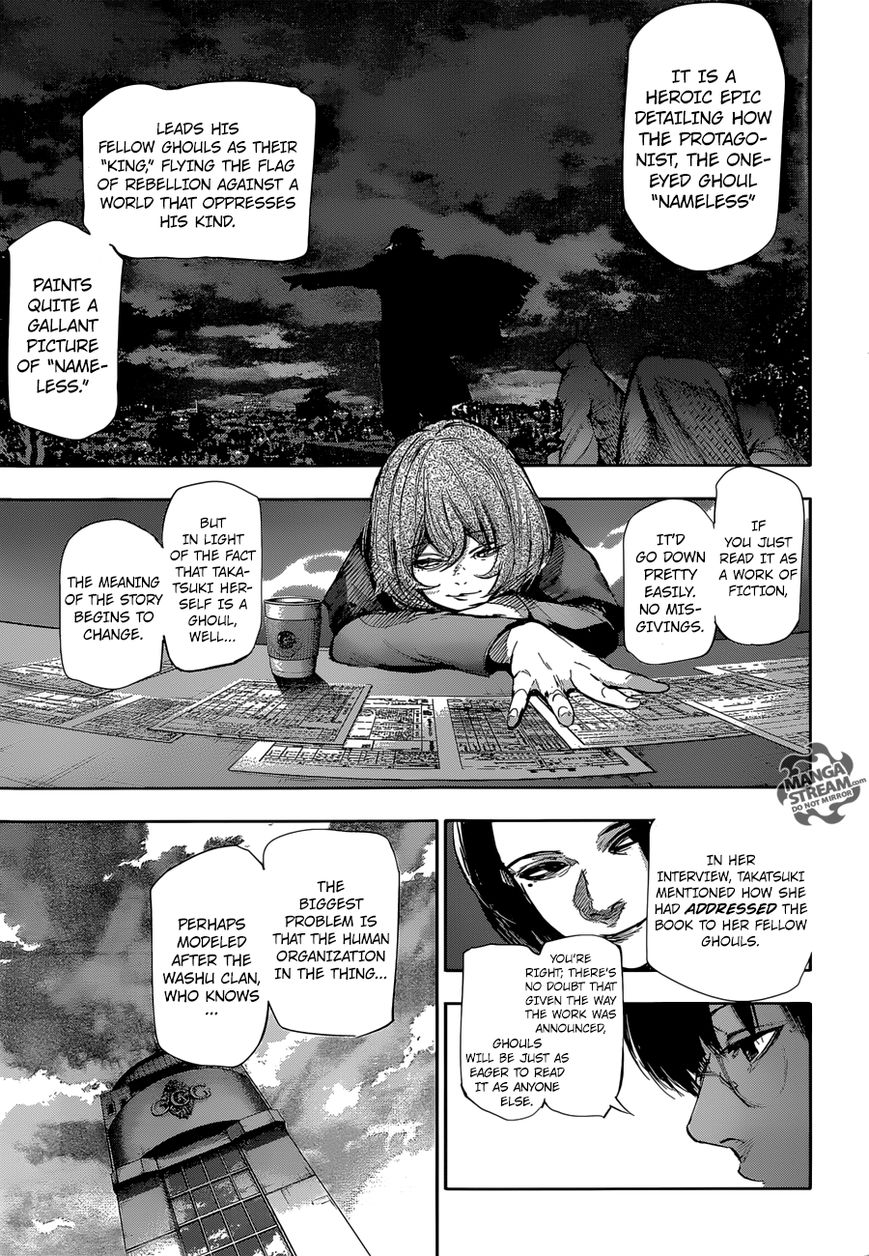 IT IS A
HEROIC EPIC
DETAILING HOW
THE PROTAGO-
NIST, THE ONE-
EYED GHOUL
"NAMELESS"
LEADS HIS
FELLOW GHOULS AS THEIR
"KING," FLYING THE FLAG
OF REBELLION AGAINST A
WORLD THAT OPPRESSES
HIS KIND.
PAINTS
QUITE A
GALLANT
PICTURE
OF "NAME-
LESS."
IF
YOU JUST
READ IT AS
A WORK OF
FICTION,
IT'D
GO DOWN
PRETTY
EASILY.
NO MIS-
GIVINGS.
BUT
IN LIGHT
OF THE FACT
THAT TAKA-
TSUKI HER-
SELF IS A
GHOUL,
WELL...
THE MEANING
OF THE STORY
BEGINS TO
CHANGE.
MANGA
STREAM.com
DO NOT MIRROR
IN HER
INTERVIEW, TAKATSUKI
MENTIONED HOW SHE
HAD ADDRESSED THE
BOOK TO HER FELLOW
GHOULS.
YOU'RE
RIGHT; THERE'S
NO DOUBT THAT
GIVEN THE WAY
THE WORK WAS
ANNOUNCED,
GHOULS
WILL BE JUST AS
EAGER TO READ
IT AS ANYONE
ELSE.
THE
BIGGEST
PROBLEM IS
THAT THE HUMAN
ORGANIZATION
IN THE THING...
PERHAPS
MODELED
AFTER THE
WASHU CLAN,
WHO KNOWS
...
CCG